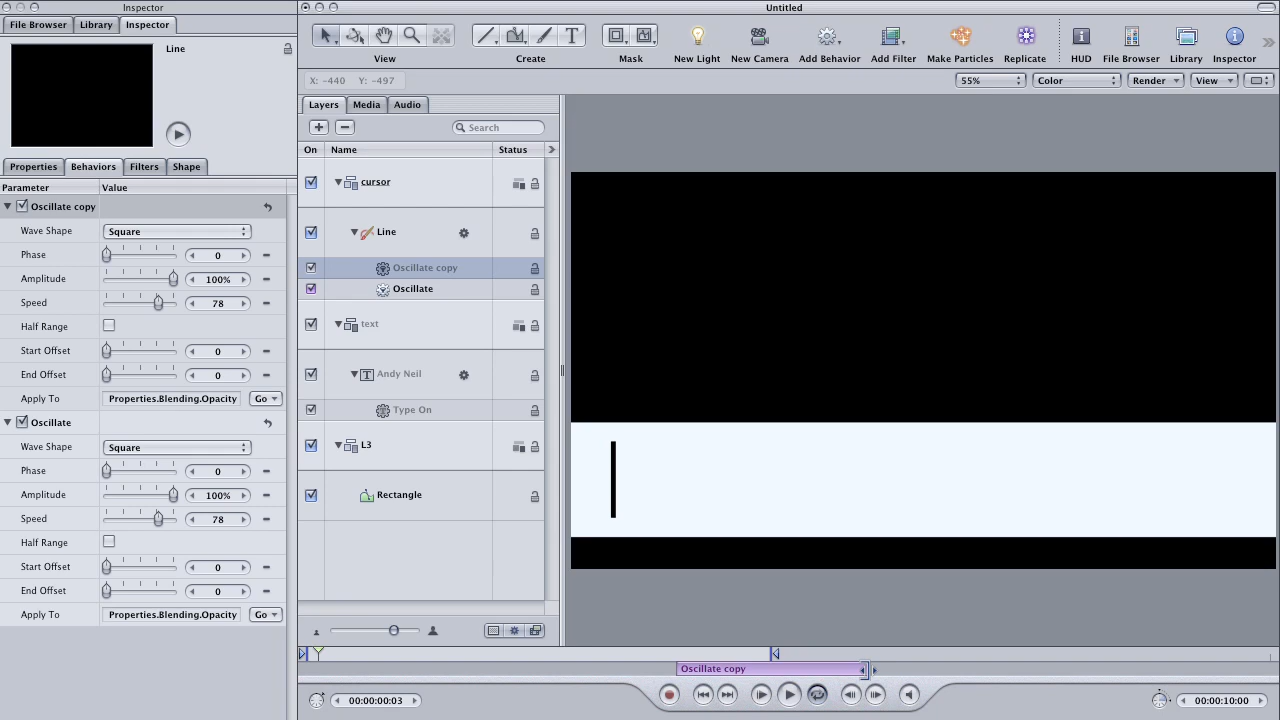 Inspector
Untitled
File Browser Library Inspector
Line
View
Create
Mask
New Light
New Camera
Add Behavior
Add Filter
Make Particles
Replicate
HUD
File Browser
Library
Inspector
X: -440 Y: -497
55%
Color
Render
View
Layers Media Audio
Search
On Name Status
cursor
Line
Oscillate copy
Oscillate
text
T Andy Neil
Type On
L3
Rectangle
Properties Behaviors Filters Shape
Parameter Value
Oscillate copy
Wave Shape Square
Phase 0
Amplitude 100%
Speed 78
Half Range
Start Offset 0
End Offset 0
Apply To Properties.Blending.Opacity Go
Oscillate
Wave Shape Square
Phase 0
Amplitude 100%
Speed 78
Half Range
Start Offset 0
End Offset 0
Apply To Properties.Blending.Opacity Go
Oscillate copy
00:00:00:03
00:00:10:00